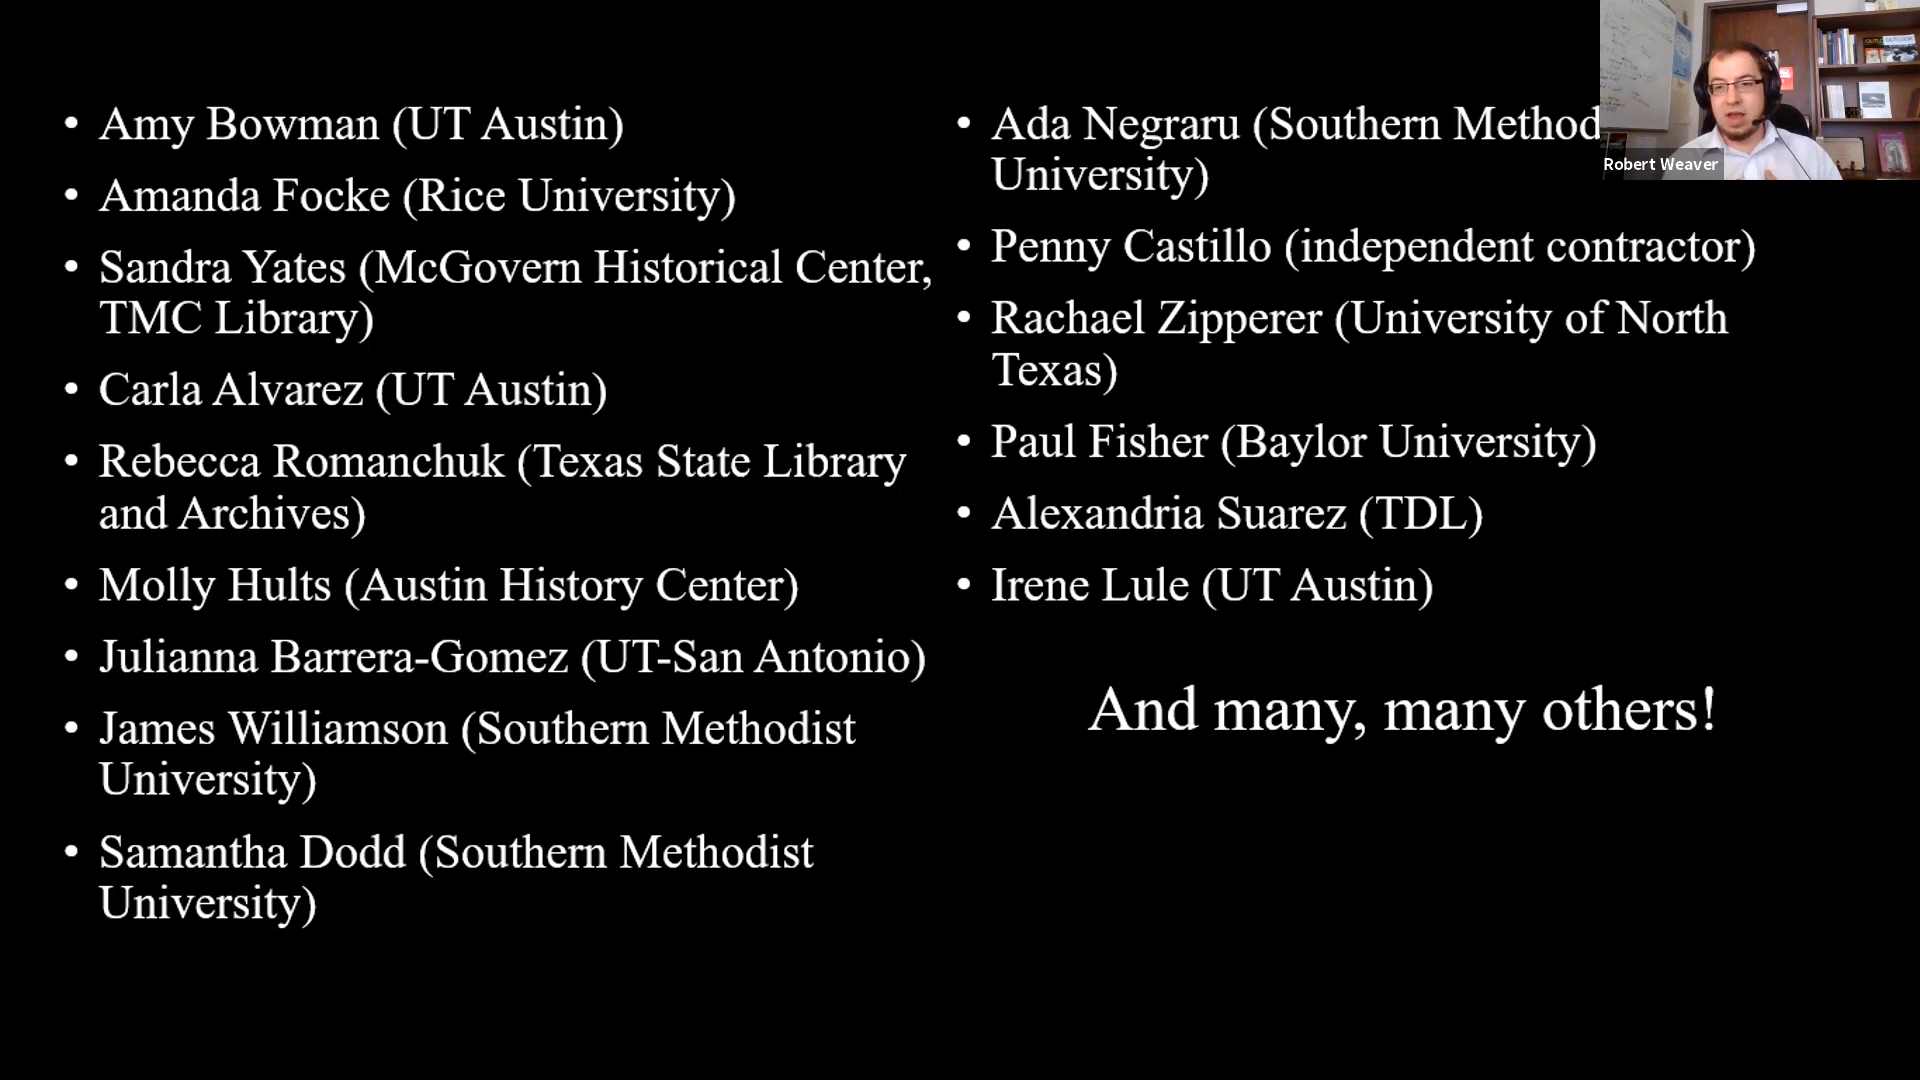 • Amy Bowman (UT Austin)
• Amanda Focke (Rice University)
• Sandra Yates (McGovern Historical Center,
TMC Library)
• Carla Alvarez (UT Austin)
• Rebecca Romanchuk (Texas State Library
and Archives)
• Molly Hults (Austin History Center)
• Julianna Barrera-Gomez (UT-San Antonio)
• James Williamson (Southern Methodist
University)
• Samantha Dodd (Southern Methodist
University)
• Ada Negraru (Southern Method
University)
• Penny Castillo (independent contractor)
• Rachael Zipperer (University of North
Texas)
• Paul Fisher (Baylor University)
• Alexandria Suarez (TDL)
• Irene Lule (UT Austin)
And many, many others!
Robert Weaver